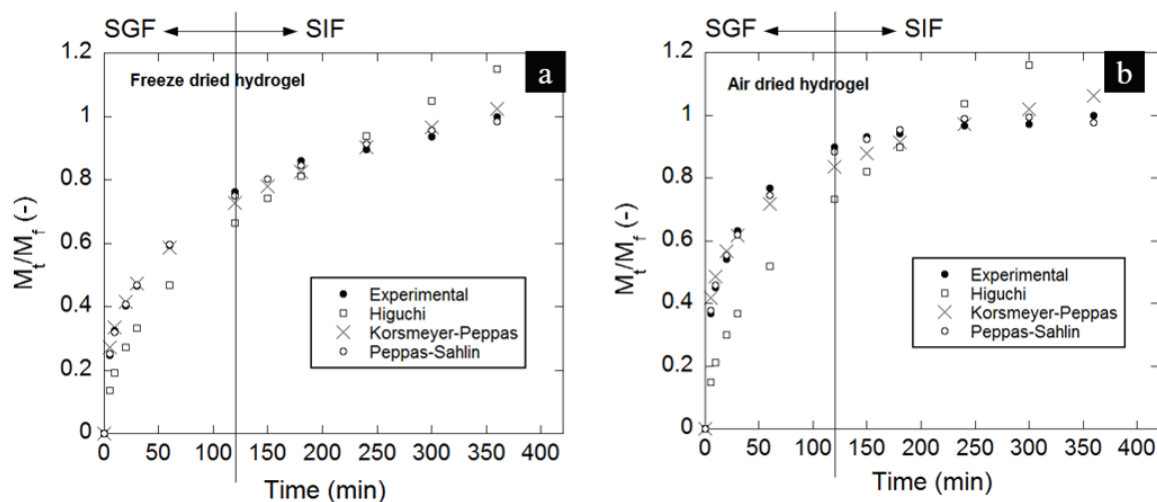 SGF SIF
a
Freeze dried hydrogel
1.2
1
0.8
0.6
0.4
0.2
0
M_t/M_f (-)
Experimental
Higuchi
Korsmeyer-Peppas
Peppas-Sahlin
0 50 100 150 200 250 300 350 400
Time (min)
SGF SIF
b
Air dried hydrogel
1.2
1
0.8
0.6
0.4
0.2
0
M_t/M_f (-)
Experimental
Higuchi
Korsmeyer-Peppas
Peppas-Sahlin
0 50 100 150 200 250 300 350 400
Time (min)